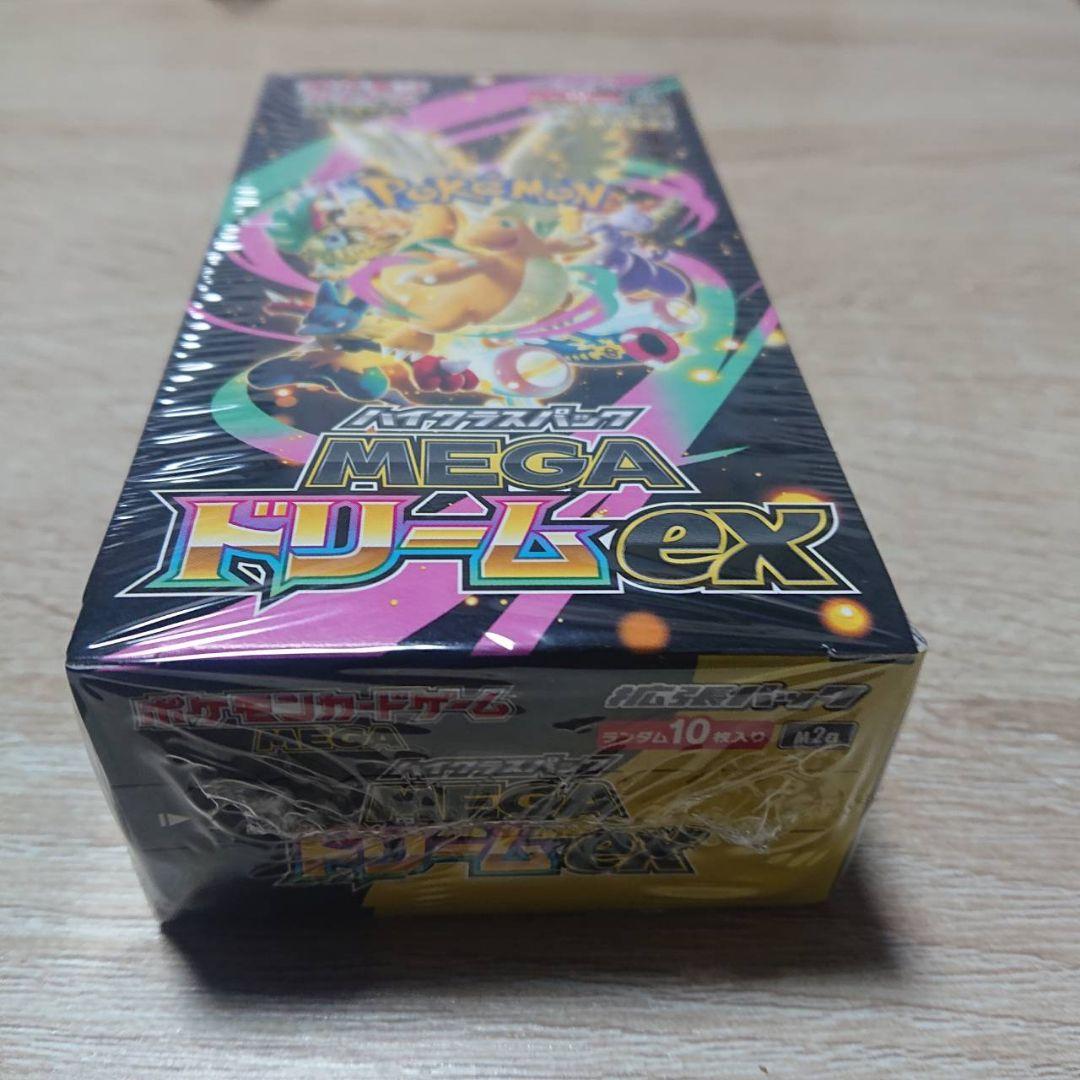 POKÉMON
ハイクラスパック
MEGA
ドリームex
ポケモンカードゲーム
MEGA
拡張パック
ランダム10枚入り
M2a
ハイクラスパック
MEGA
ドリームex